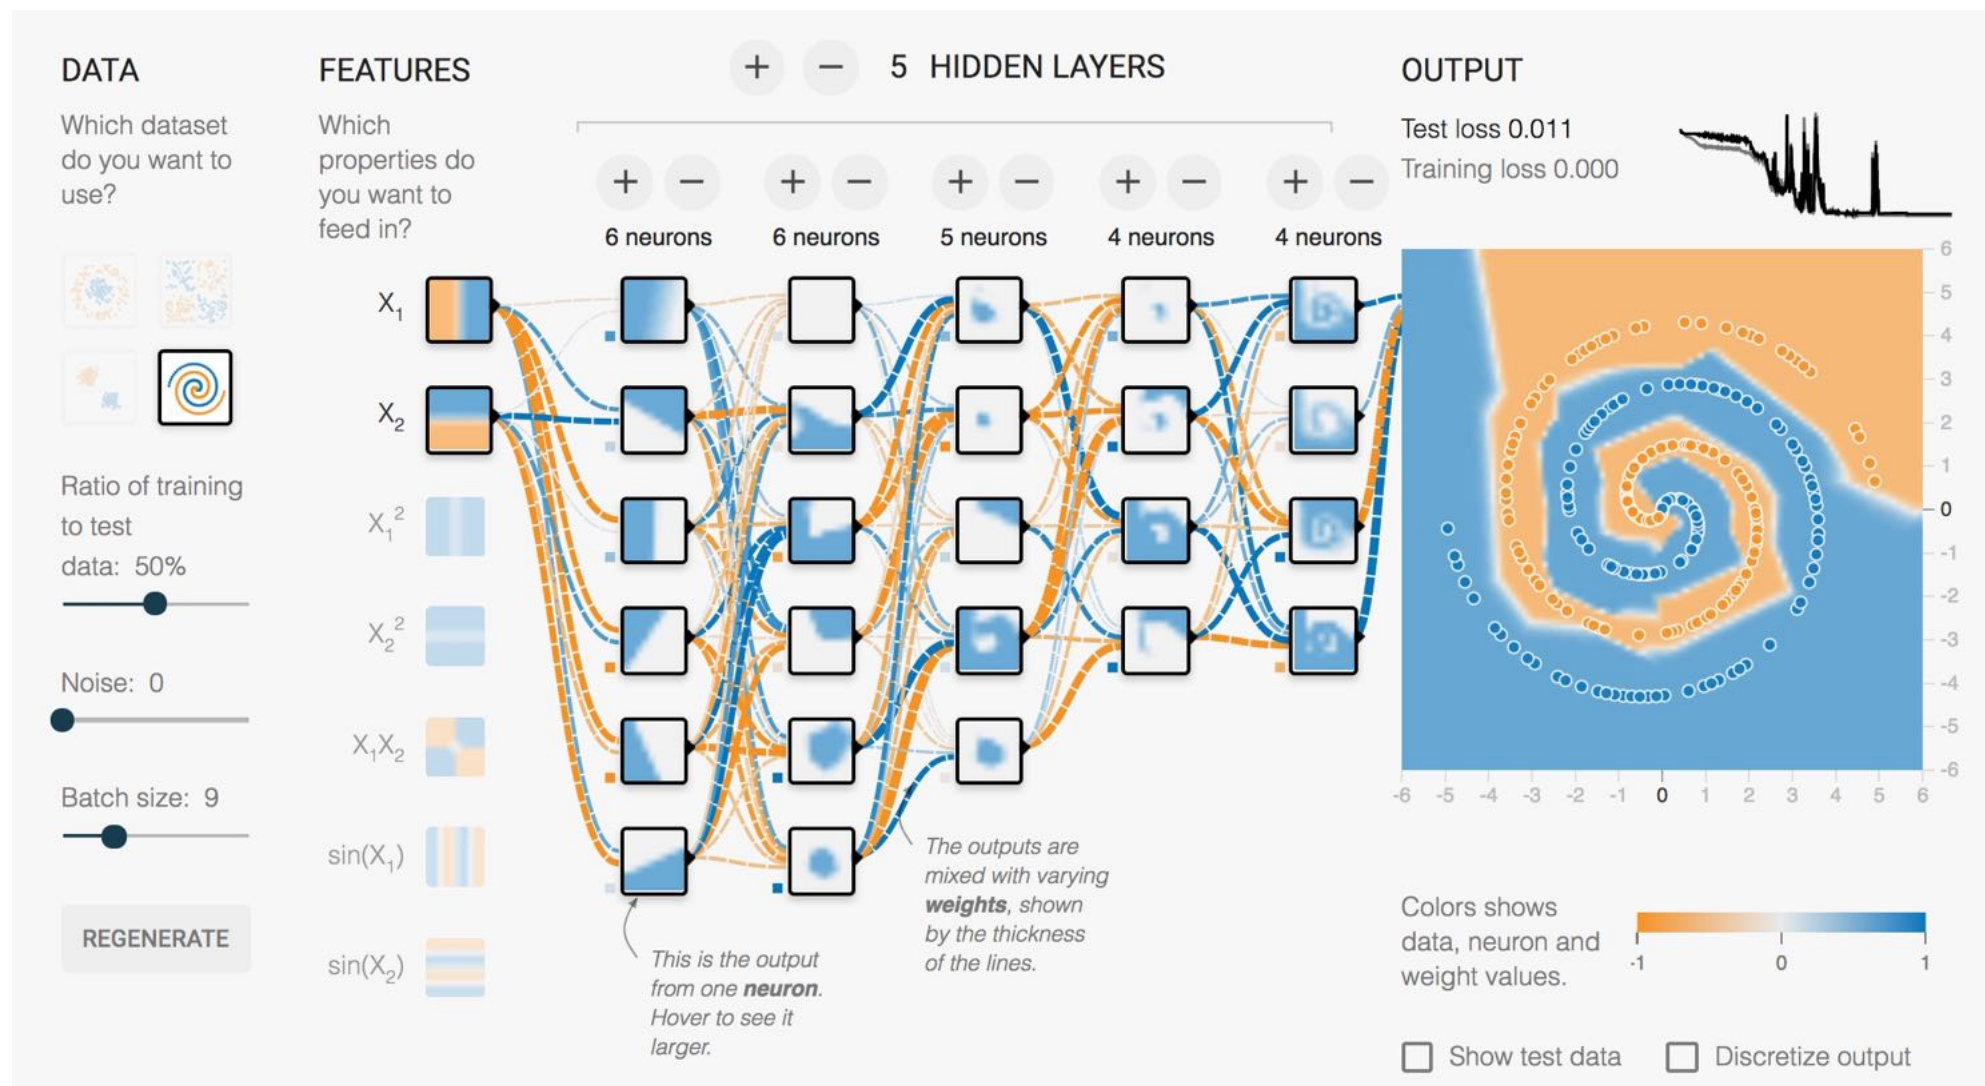 DATA
Which dataset
do you want to
use?
Ratio of training
to test
data: 50%
Noise: 0
Batch size: 9
REGENERATE
FEATURES
Which
properties do
you want to
feed in?
X1
X2
X1²
X2²
X1X2
sin(X1)
sin(X2)
+ − 5 HIDDEN LAYERS
+ − + − + − + − + −
6 neurons 6 neurons 5 neurons 4 neurons 4 neurons
This is the output
from one neuron.
Hover to see it
larger.
The outputs are
mixed with varying
weights, shown
by the thickness
of the lines.
OUTPUT
Test loss 0.011
Training loss 0.000
6
5
4
3
2
1
0
-1
-2
-3
-4
-5
-6
-6 -5 -4 -3 -2 -1 0 1 2 3 4 5 6
Colors shows
data, neuron and
weight values.
-1 0 1
Show test data Discretize output